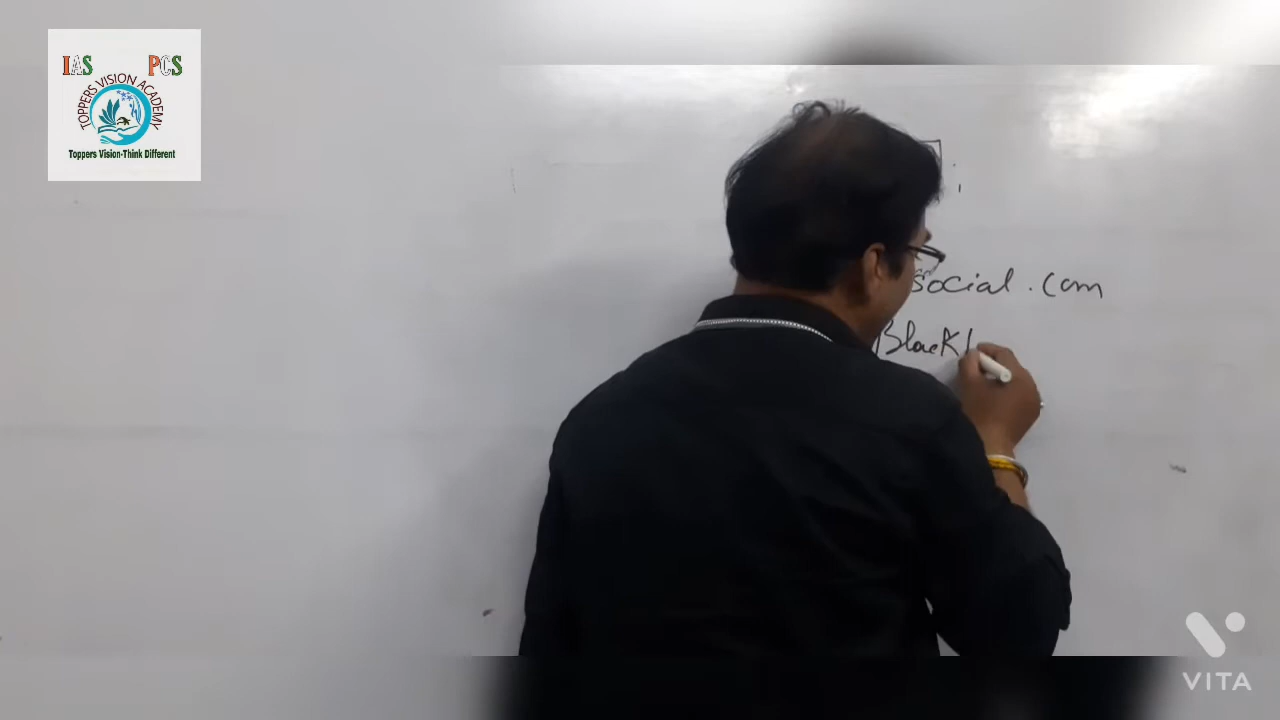 IAS PCS
TOPPERS VISION ACADEMY
Toppers Vision-Think Different
social.com
Black
VITA